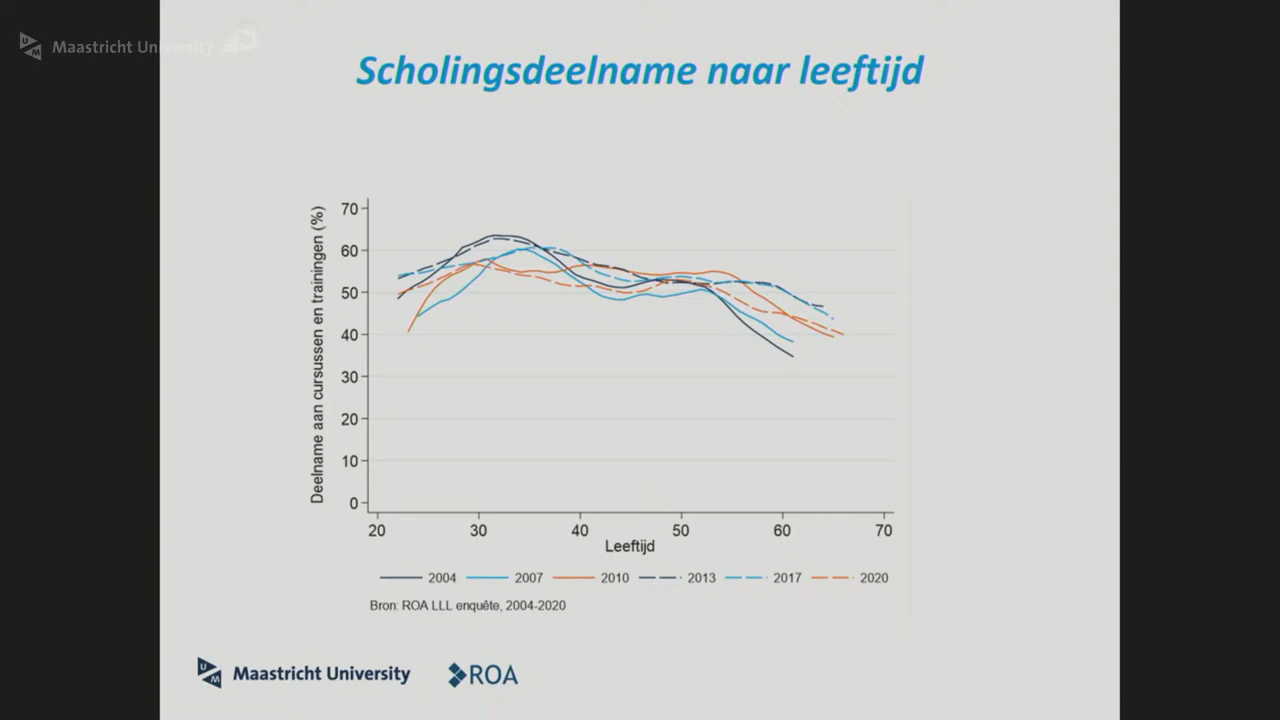 Maastricht University
Scholingsdeelname naar leeftijd
Deelname aan cursussen en trainingen (%)
70
60
50
40
30
20
10
0
20 30 40 50 60 70
Leeftijd
2004 2007 2010 2013 2017 2020
Bron: ROA LLL enquête, 2004-2020
UM Maastricht University ROA